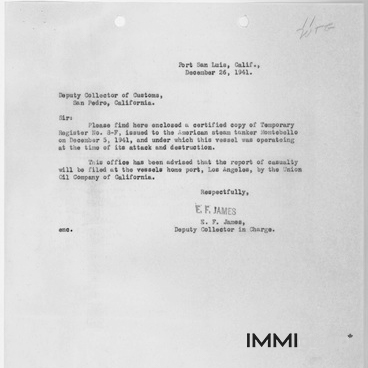 Port San Luis, Calif.,
December 26, 1941.
Deputy Collector of Customs,
San Pedro, California.
Sir:
Please find here enclosed a certified copy of Temporary
Register No. 8-F, issued to the American steam tanker Montebello
on December 5, 1941, and under which this vessel was operating
at the time of its attack and destruction.
This office has been advised that the report of casualty
will be filed at the vessels home port, Los Angeles, by the Union
Oil Company of California.
Respectfully,
E. F. JAMES
E. F. James,
enc.
Deputy Collector in Charge.
IMMI